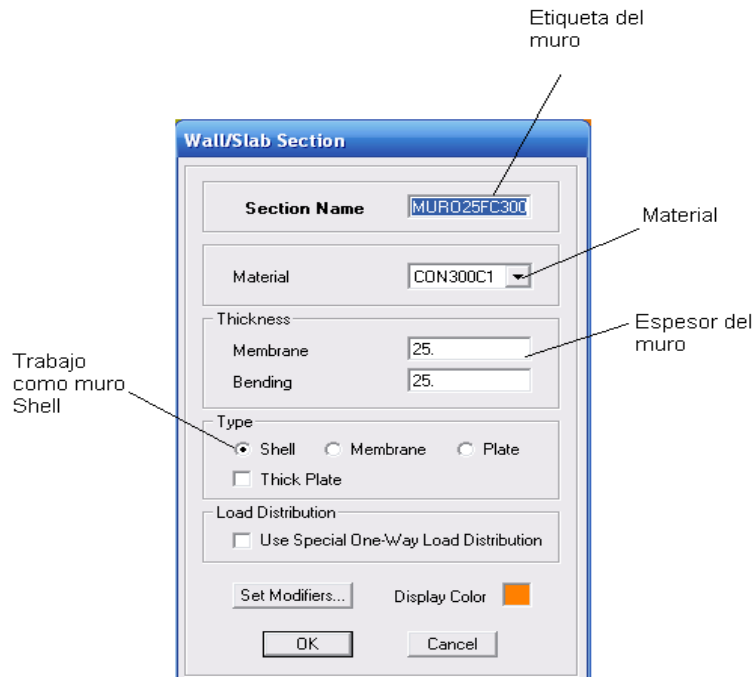 Etiqueta del
muro
Wall/Slab Section
Section Name MURO25FC300
Material
Material CON300C1
Thickness
Espesor del
muro
Membrane 25.
Bending 25.
Trabajo
como muro
Shell
Type
Shell Membrane Plate
Thick Plate
Load Distribution
Use Special One-Way Load Distribution
Set Modifiers... Display Color
OK Cancel